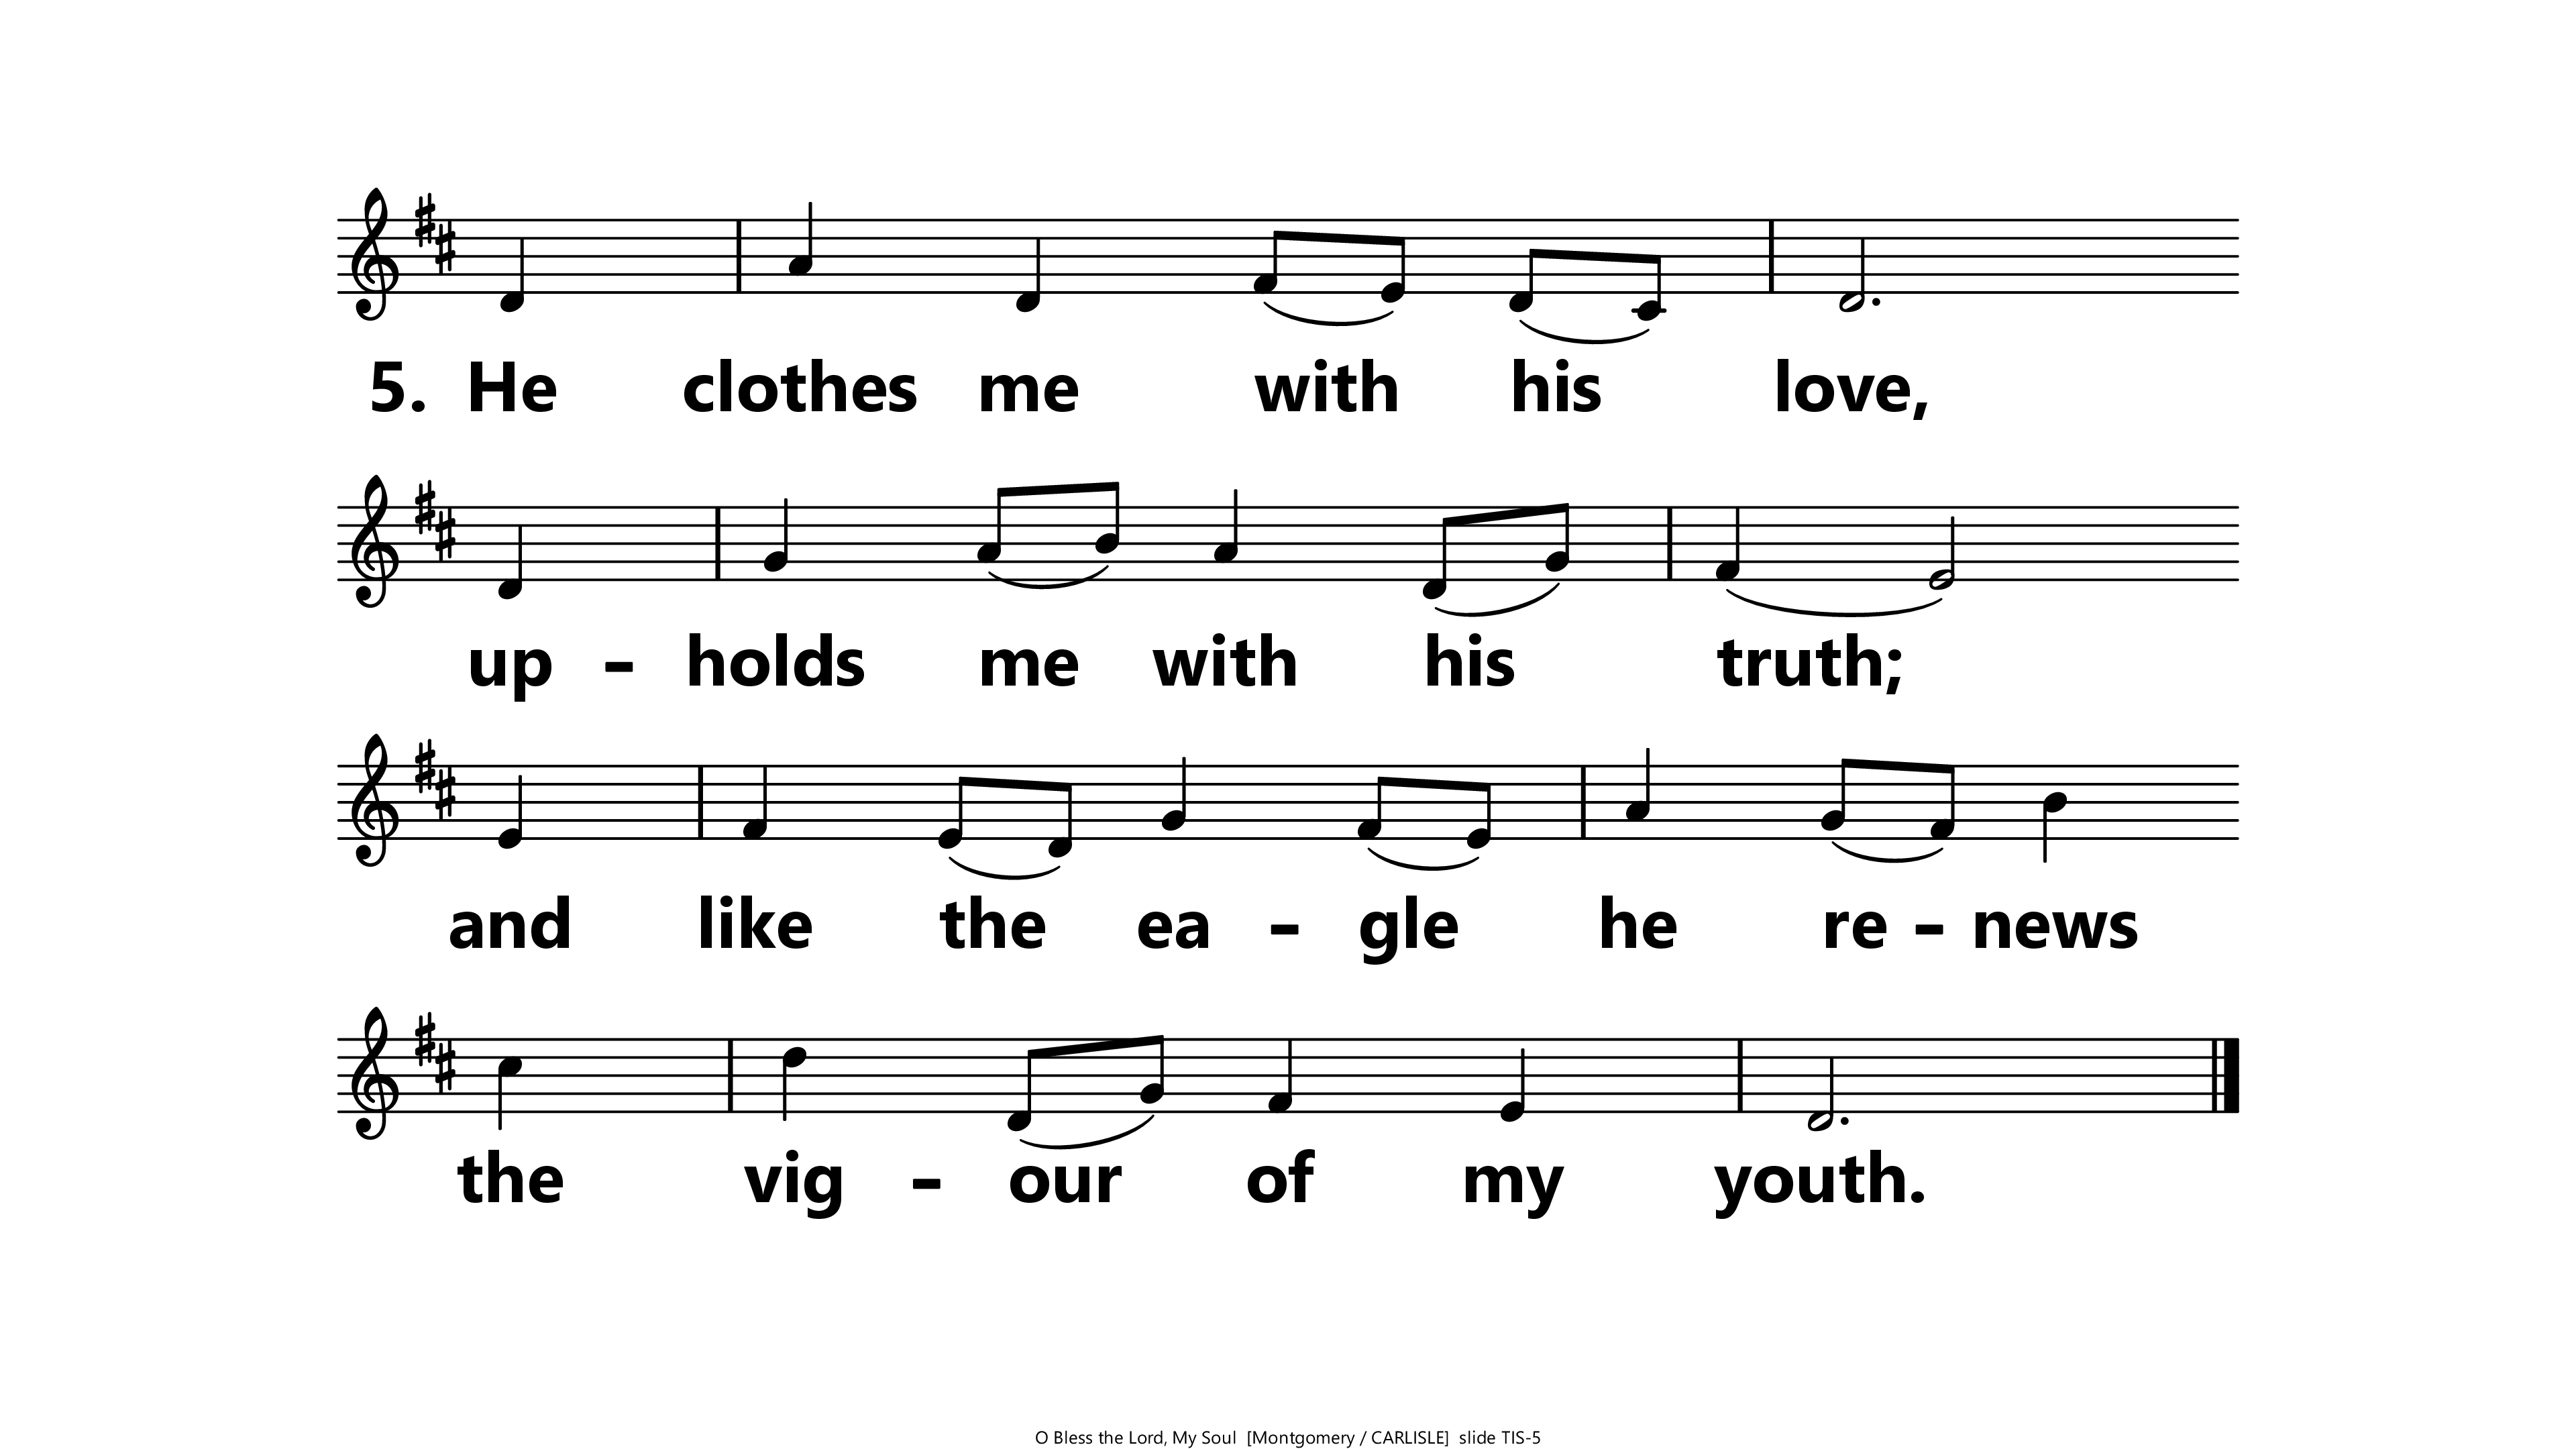 5. He clothes me with his love,
up - holds me with his truth;
and like the ea - gle he re - news
the vig - our of my youth.
O Bless the Lord, My Soul [Montgomery / CARLISLE] slide TIS-5